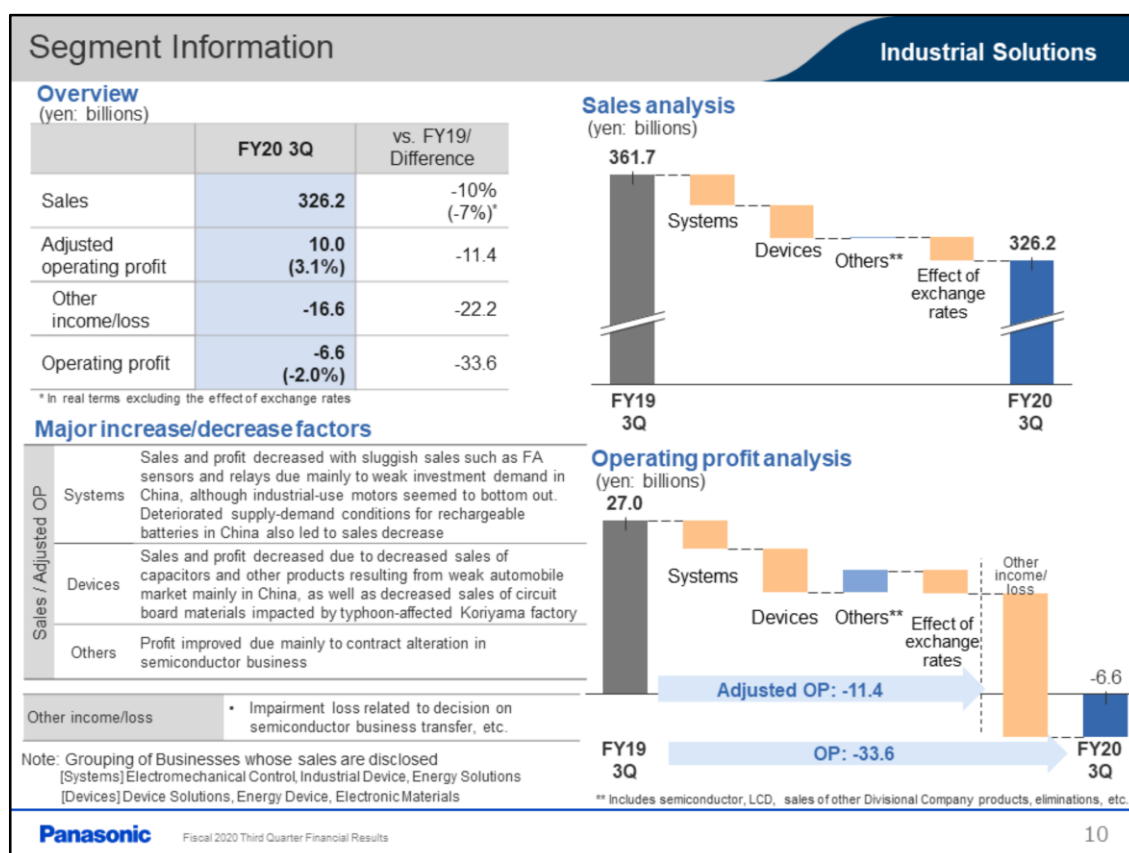 Segment Information
Industrial Solutions
Overview
(yen: billions)
FY20 3Q
vs. FY19/
Difference
Sales
326.2
-10%
(-7%)*
Adjusted
operating profit
10.0
(3.1%)
-11.4
Other
income/loss
-16.6
-22.2
Operating profit
-6.6
(-2.0%)
-33.6
* In real terms excluding the effect of exchange rates
Major increase/decrease factors
Sales / Adjusted OP
Systems
Sales and profit decreased with sluggish sales such as FA
sensors and relays due mainly to weak investment demand in
China, although industrial-use motors seemed to bottom out.
Deteriorated supply-demand conditions for rechargeable
batteries in China also led to sales decrease
Devices
Sales and profit decreased due to decreased sales of
capacitors and other products resulting from weak automobile
market mainly in China, as well as decreased sales of circuit
board materials impacted by typhoon-affected Koriyama factory
Others
Profit improved due mainly to contract alteration in
semiconductor business
Other income/loss
• Impairment loss related to decision on
semiconductor business transfer, etc.
Note: Grouping of Businesses whose sales are disclosed
[Systems] Electromechanical Control, Industrial Device, Energy Solutions
[Devices] Device Solutions, Energy Device, Electronic Materials
Sales analysis
(yen: billions)
361.7
Systems
Devices
Others**
Effect of
exchange
rates
326.2
FY19
3Q
FY20
3Q
Operating profit analysis
(yen: billions)
27.0
Systems
Devices
Others**
Effect of
exchange
rates
Other
income/
loss
-6.6
Adjusted OP: -11.4
OP: -33.6
FY19
3Q
FY20
3Q
** Includes semiconductor, LCD, sales of other Divisional Company products, eliminations, etc.
Panasonic
Fiscal 2020 Third Quarter Financial Results
10